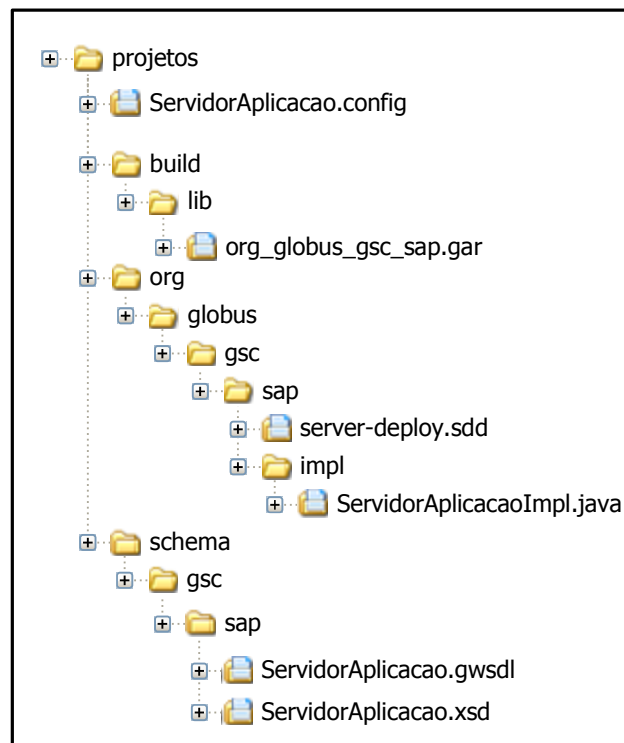 projetos
ServidorAplicacao.config
build
lib
org_globus_gsc_sap.gar
org
globus
gsc
sap
server-deploy.sdd
impl
ServidorAplicacaoImpl.java
schema
gsc
sap
ServidorAplicacao.gwsdl
ServidorAplicacao.xsd